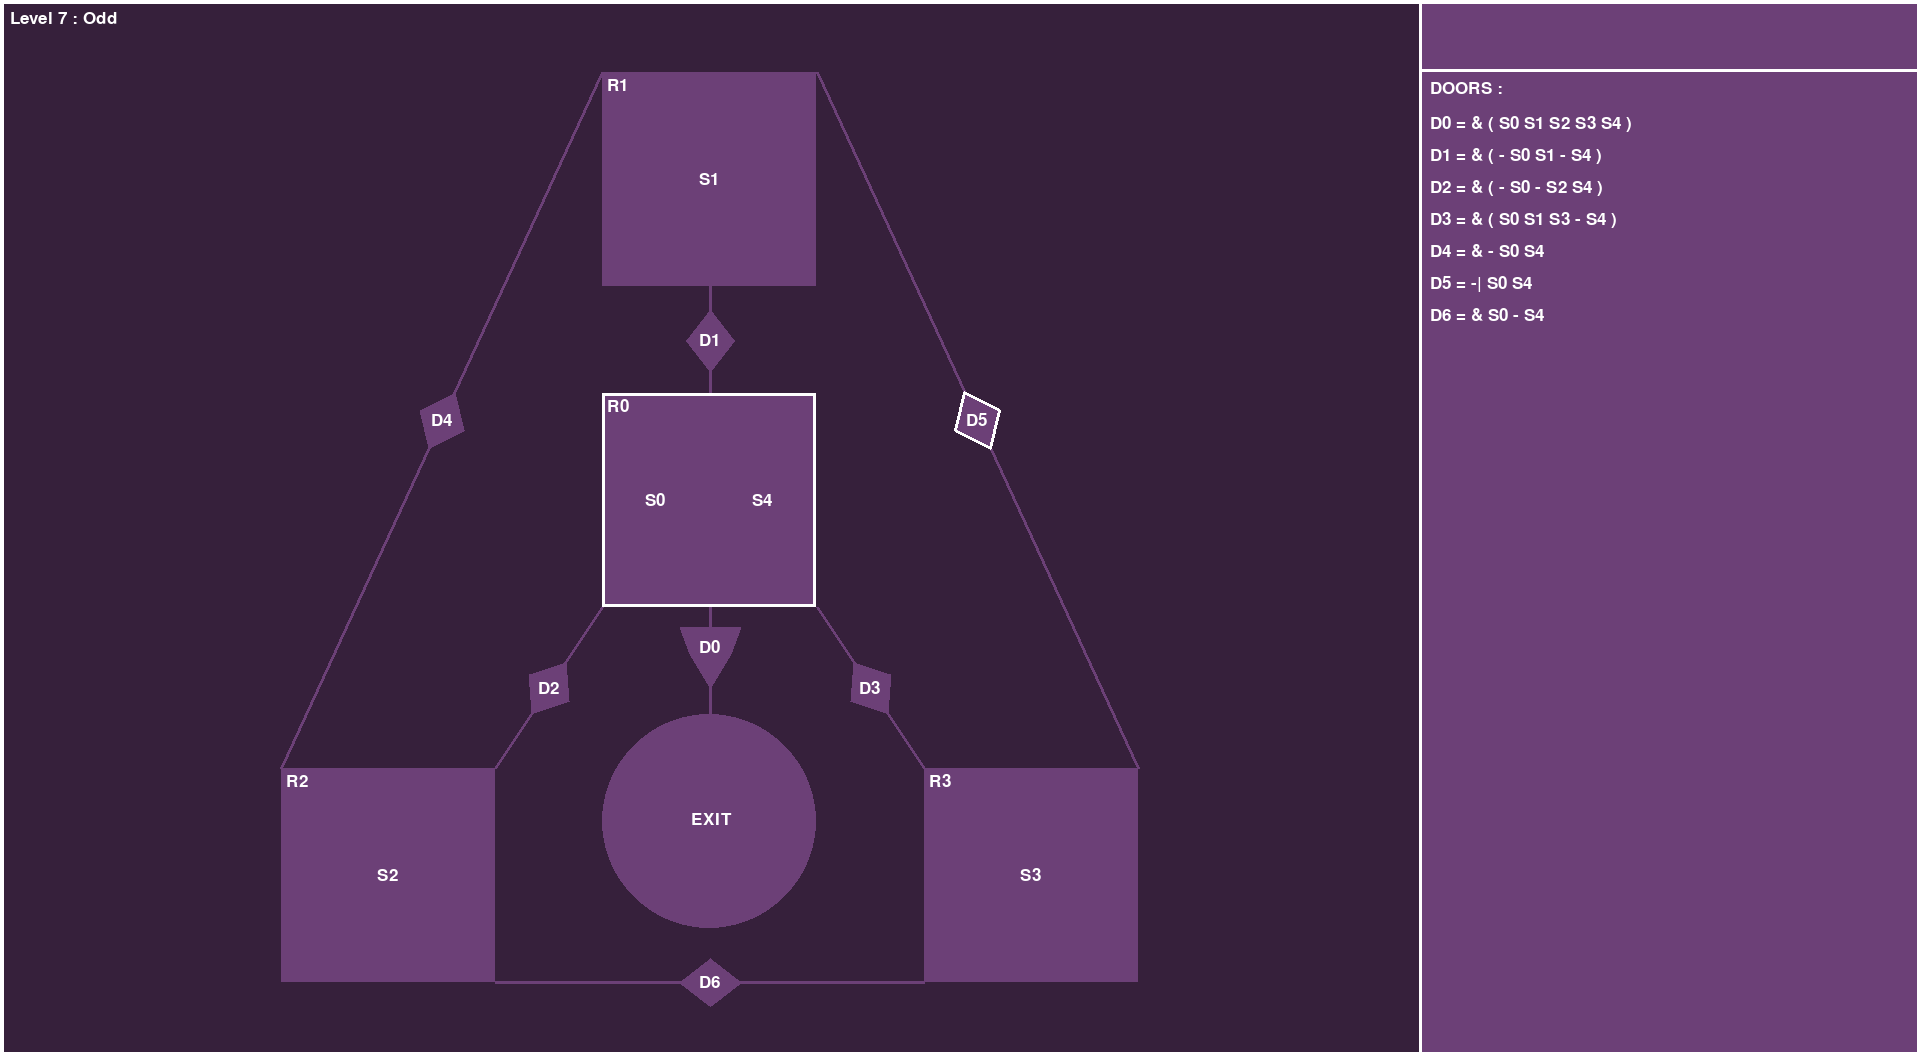 Level 7 : Odd
R1
S1
D1
D4
D5
R0
S0 S4
D0
D2
D3
R2
S2
EXIT
R3
S3
D6
DOORS :
D0 = & ( S0 S1 S2 S3 S4 )
D1 = & ( - S0 S1 - S4 )
D2 = & ( - S0 - S2 S4 )
D3 = & ( S0 S1 S3 - S4 )
D4 = & - S0 S4
D5 = -| S0 S4
D6 = & S0 - S4